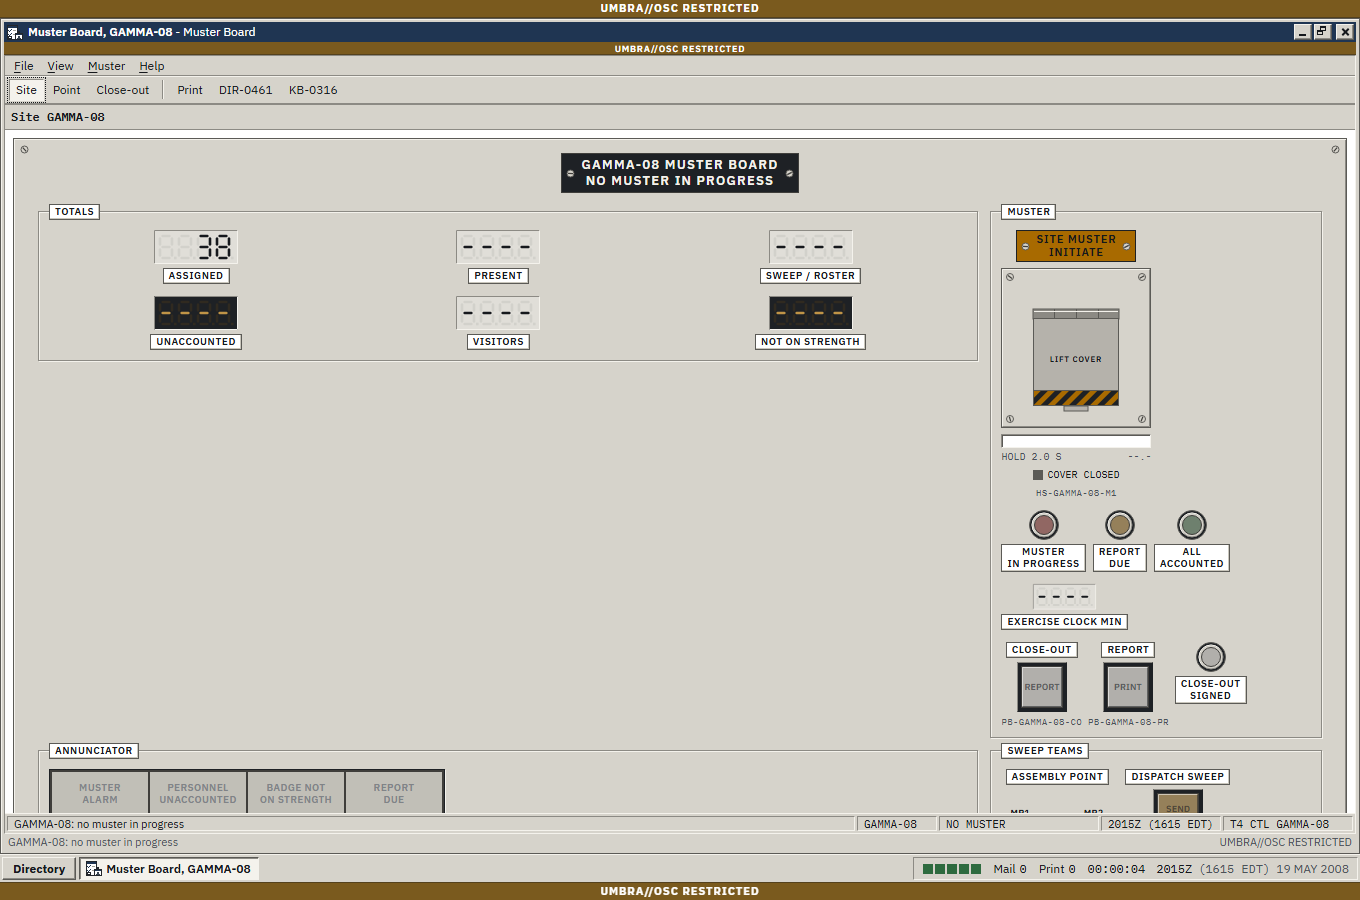 UMBRA//OSC RESTRICTED
Muster Board, GAMMA-08 - Muster Board
UMBRA//OSC RESTRICTED
File View Muster Help
Site Point Close-out Print DIR-0461 KB-0316
Site GAMMA-08
GAMMA-08 MUSTER BOARD
NO MUSTER IN PROGRESS
TOTALS
38
ASSIGNED
----
PRESENT
----
SWEEP / ROSTER
----
UNACCOUNTED
----
VISITORS
----
NOT ON STRENGTH
MUSTER
SITE MUSTER
INITIATE
LIFT COVER
HOLD 2.0 S --.-
COVER CLOSED
HS-GAMMA-08-M1
MUSTER
IN PROGRESS
REPORT
DUE
ALL
ACCOUNTED
----
EXERCISE CLOCK MIN
CLOSE-OUT
REPORT
PB-GAMMA-08-CO
REPORT
PRINT
PB-GAMMA-08-PR
CLOSE-OUT
SIGNED
ANNUNCIATOR
MUSTER
ALARM
PERSONNEL
UNACCOUNTED
BADGE NOT
ON STRENGTH
REPORT
DUE
SWEEP TEAMS
ASSEMBLY POINT
DISPATCH SWEEP
SEND
GAMMA-08: no muster in progress GAMMA-08 NO MUSTER 2015Z (1615 EDT) T4 CTL GAMMA-08
GAMMA-08: no muster in progress UMBRA//OSC RESTRICTED
Directory Muster Board, GAMMA-08 Mail 0 Print 0 00:00:04 2015Z (1615 EDT) 19 MAY 2008
UMBRA//OSC RESTRICTED